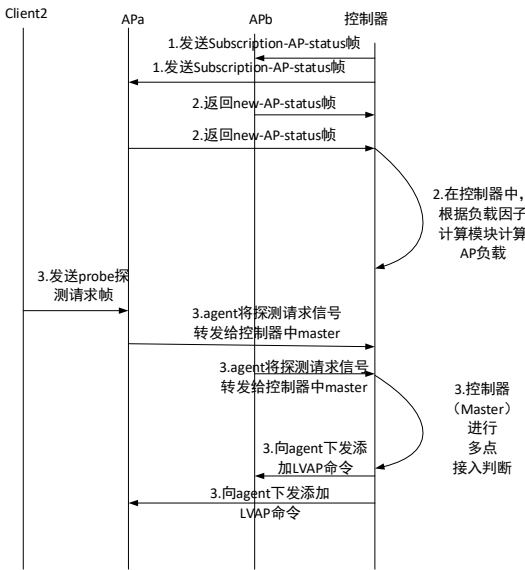 Client2
APa
APb
控制器
1.发送Subscription-AP-status帧
1.发送Subscription-AP-status帧
2.返回new-AP-status帧
2.返回new-AP-status帧
2.在控制器中，
根据负载因子
计算模块计算
AP负载
3.发送probe探
测请求帧
3.agent将探测请求信号
转发给控制器中master
3.agent将探测请求信号
转发给控制器中master
3.控制器
（Master）
进行
多点
接入判断
3.向agent下发添
加LVAP命令
3.向agent下发添加
LVAP命令